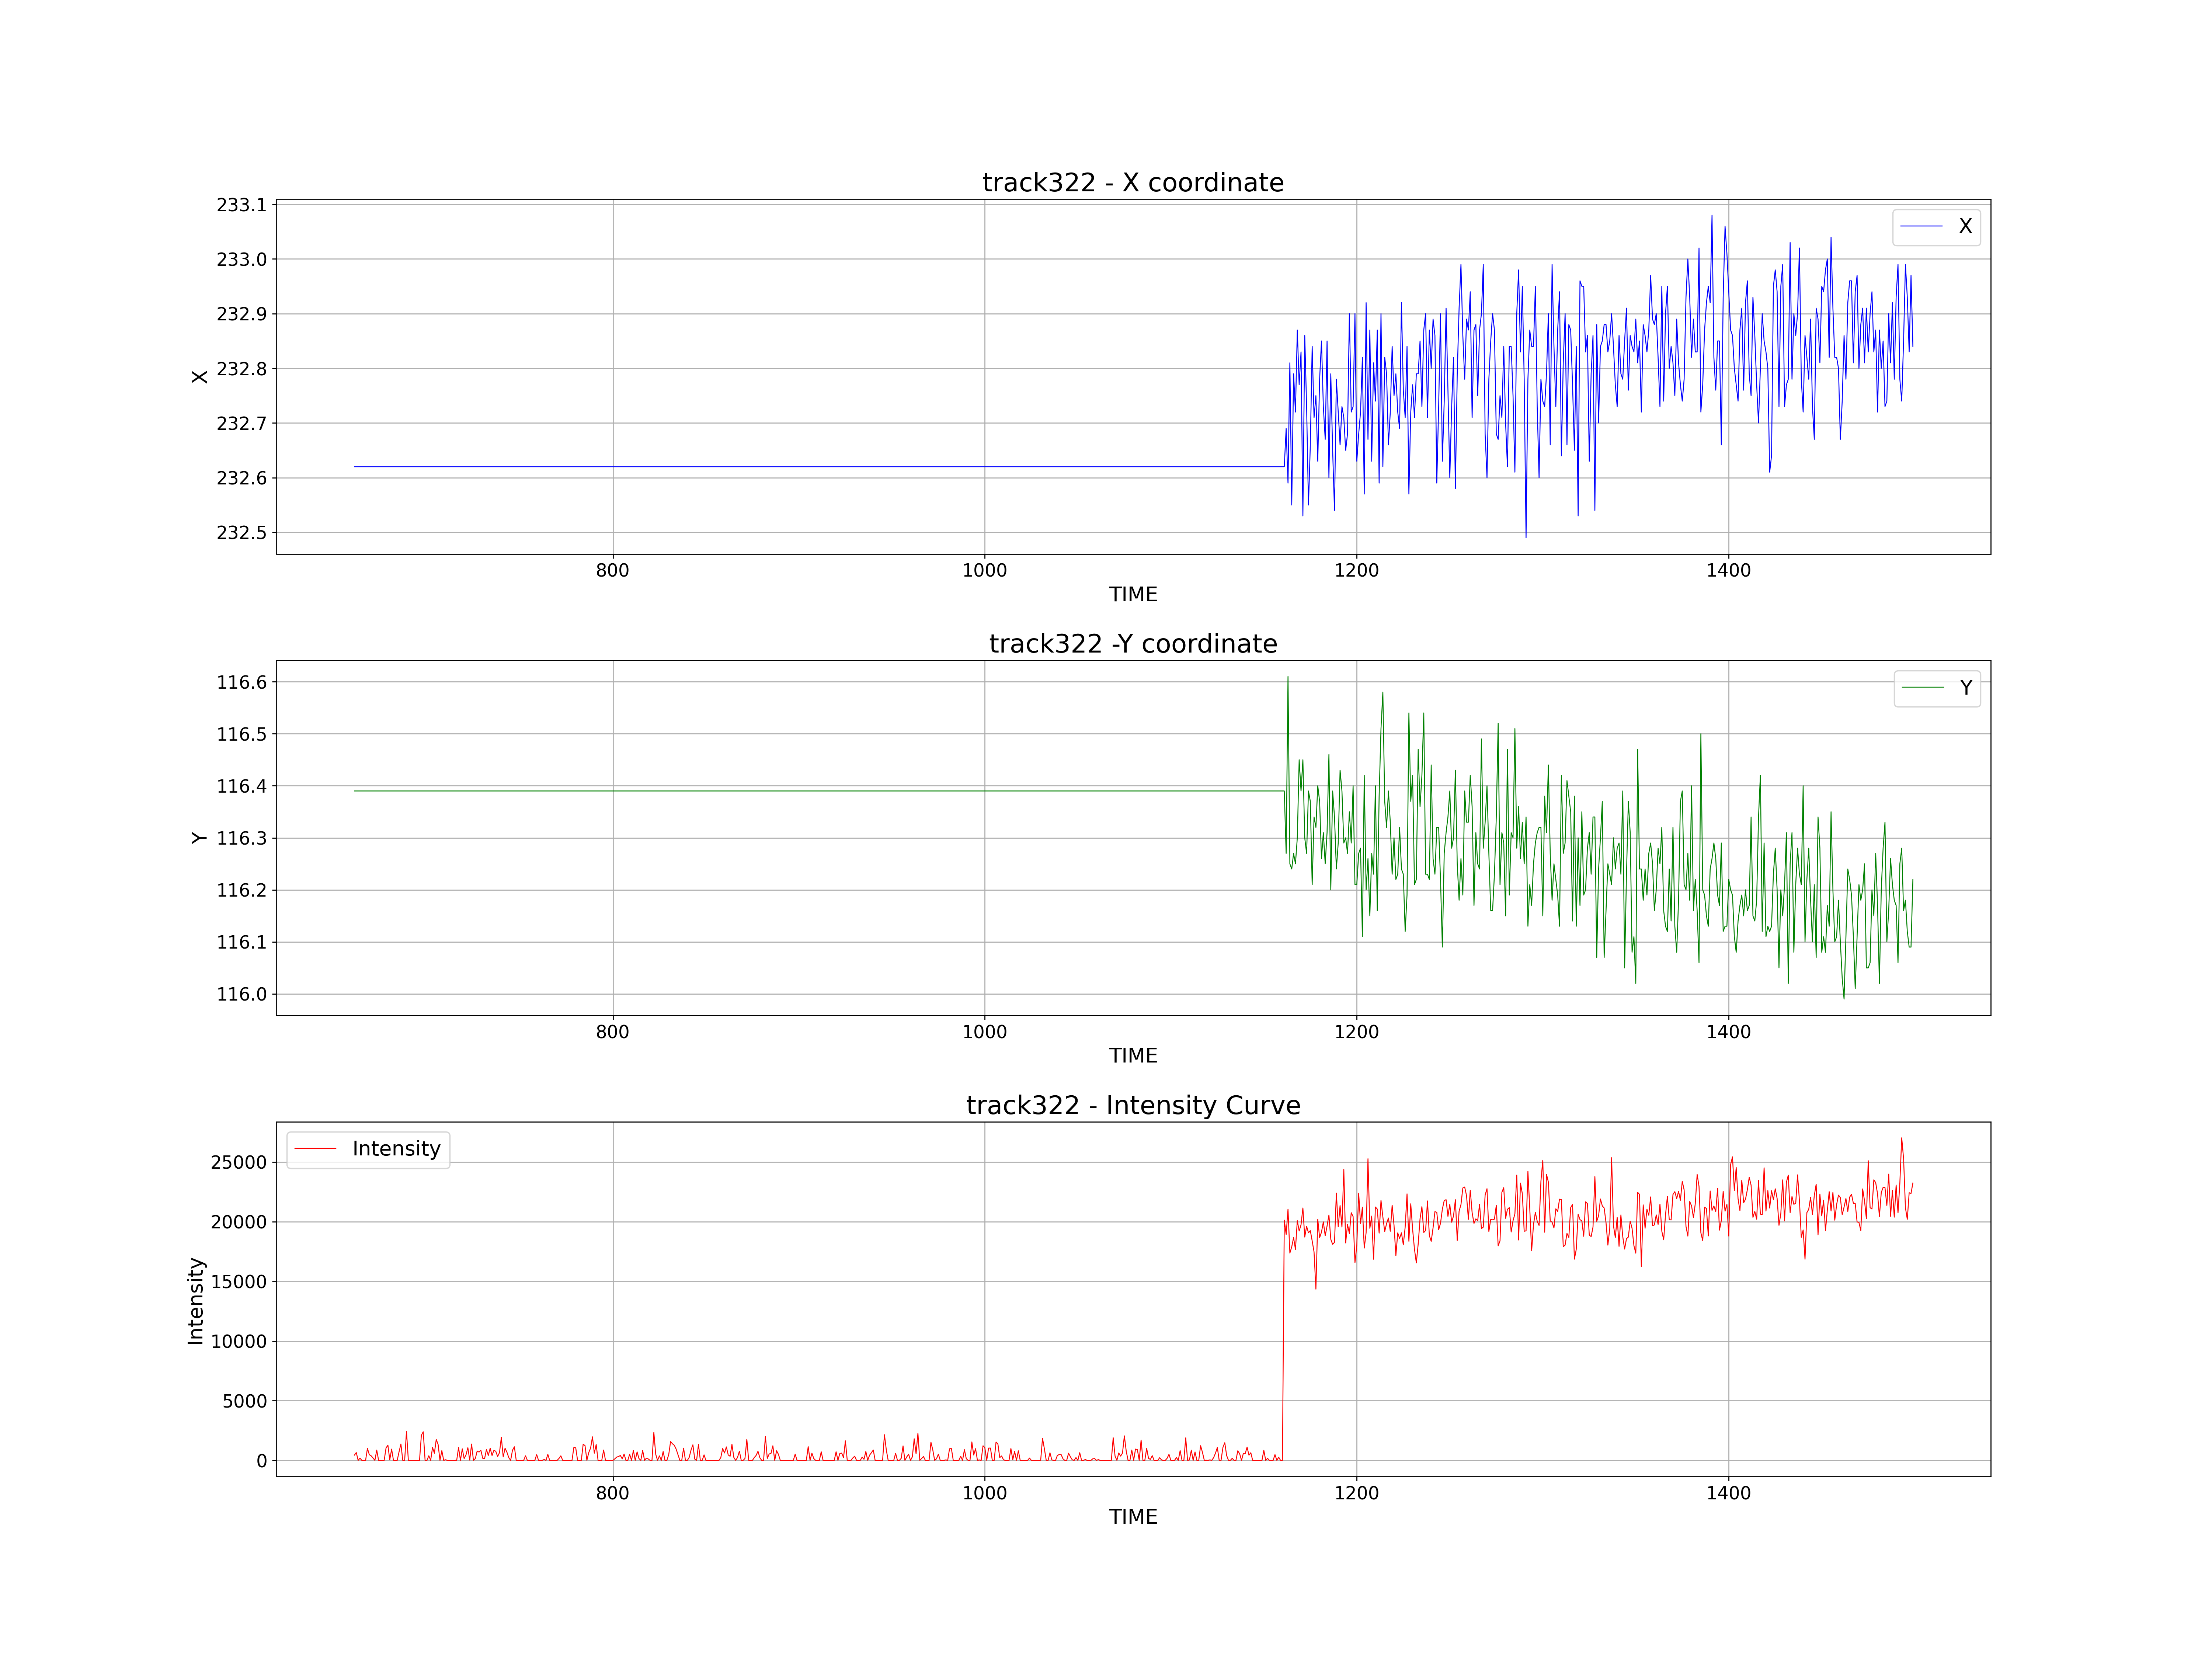 track322 - X coordinate
X
233.1
233.0
232.9
232.8
232.7
232.6
232.5
X
800
1000
1200
1400
TIME
track322 -Y coordinate
Y
116.6
116.5
116.4
116.3
116.2
116.1
116.0
Y
800
1000
1200
1400
TIME
track322 - Intensity Curve
Intensity
25000
20000
15000
10000
5000
0
Intensity
800
1000
1200
1400
TIME